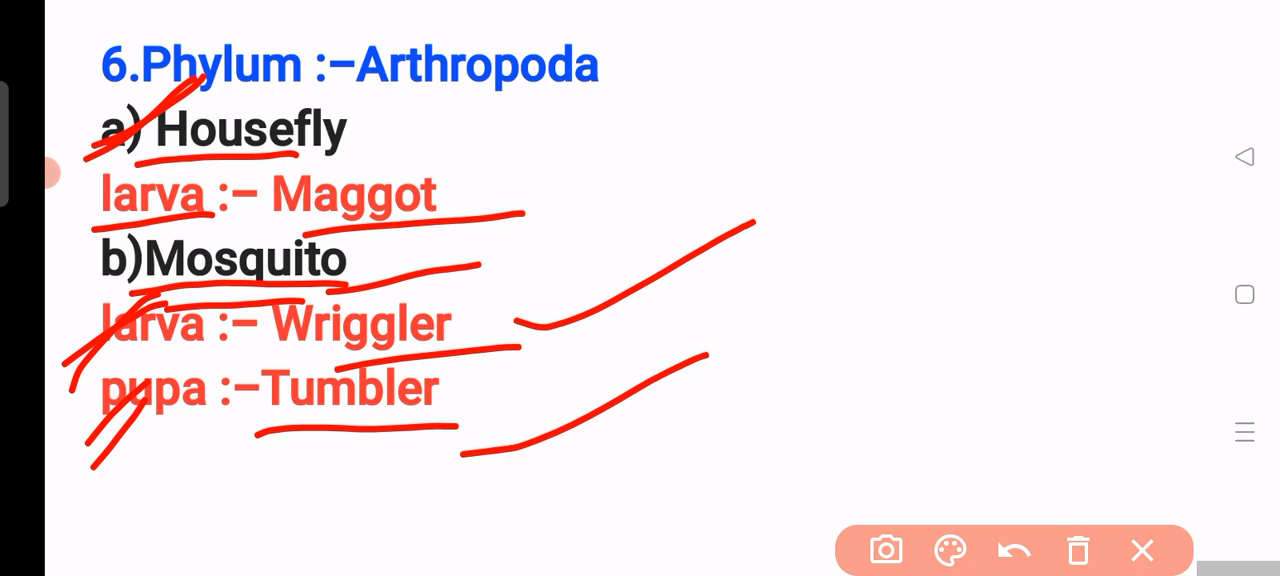 6.Phylum :–Arthropoda
a) Housefly
larva :– Maggot
b)Mosquito
larva :– Wriggler
pupa :–Tumbler